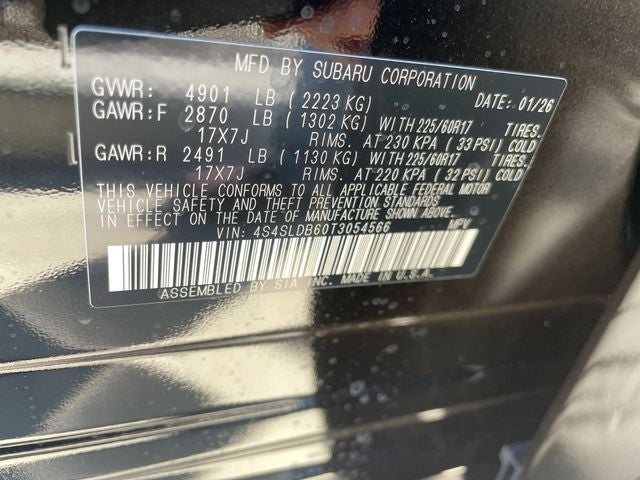 MFD BY SUBARU CORPORATION
GVWR: 4901 LB ( 2223 KG) DATE: 01/26
GAWR:F 2870 LB ( 1302 KG) WITH 225/60R17 TIRES.
17X7J RIMS. AT 230 KPA ( 33 PSI) COLD
GAWR:R 2491 LB ( 1130 KG) WITH 225/60R17 TIRES.
17X7J RIMS. AT 220 KPA ( 32 PSI) COLD
THIS VEHICLE CONFORMS TO ALL APPLICABLE FEDERAL MOTOR
VEHICLE SAFETY AND THEFT PREVENTION STANDARDS
IN EFFECT ON THE DATE OF MANUFACTURE SHOWN ABOVE.
VIN: 4S4SLDB60T3054566 MPV
ASSEMBLED BY SIA INC. MADE IN U.S.A.